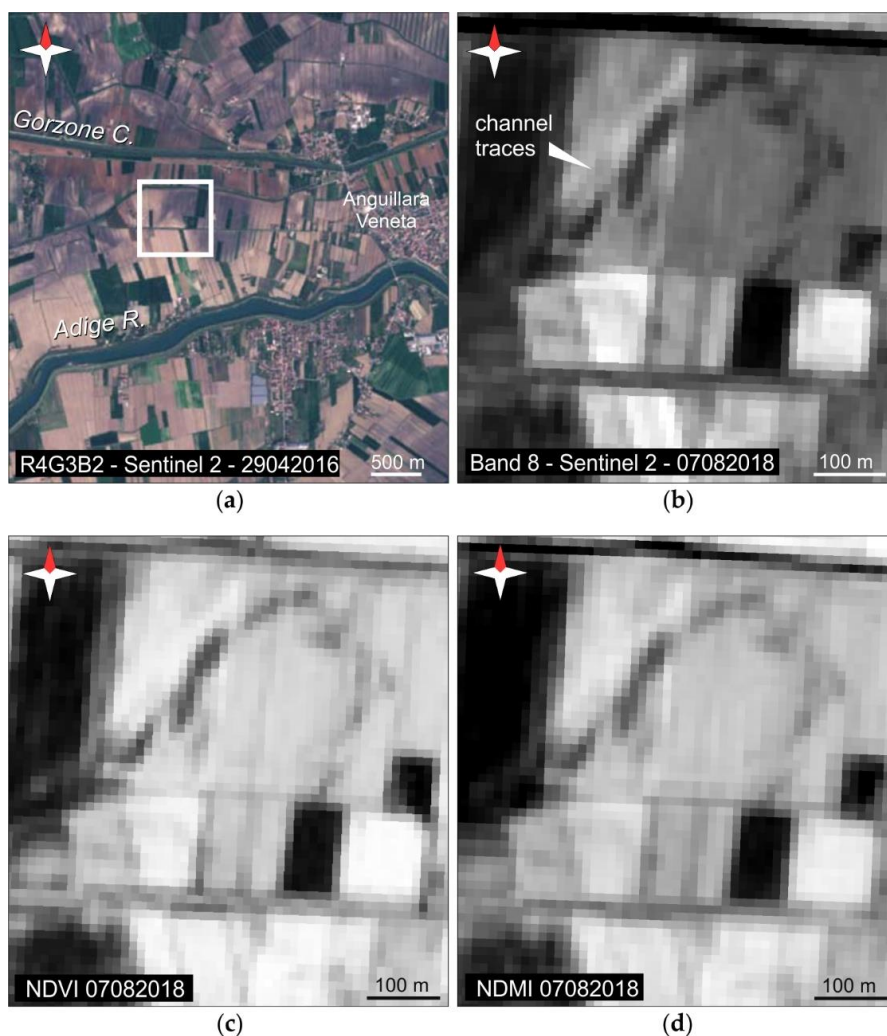 Gorzone C.
Anguillara
Veneta
Adige R.
R4G3B2 - Sentinel 2 - 29042016
500 m
(a)
channel
traces
Band 8 - Sentinel 2 - 07082018
100 m
(b)
NDVI 07082018
100 m
(c)
NDMI 07082018
100 m
(d)